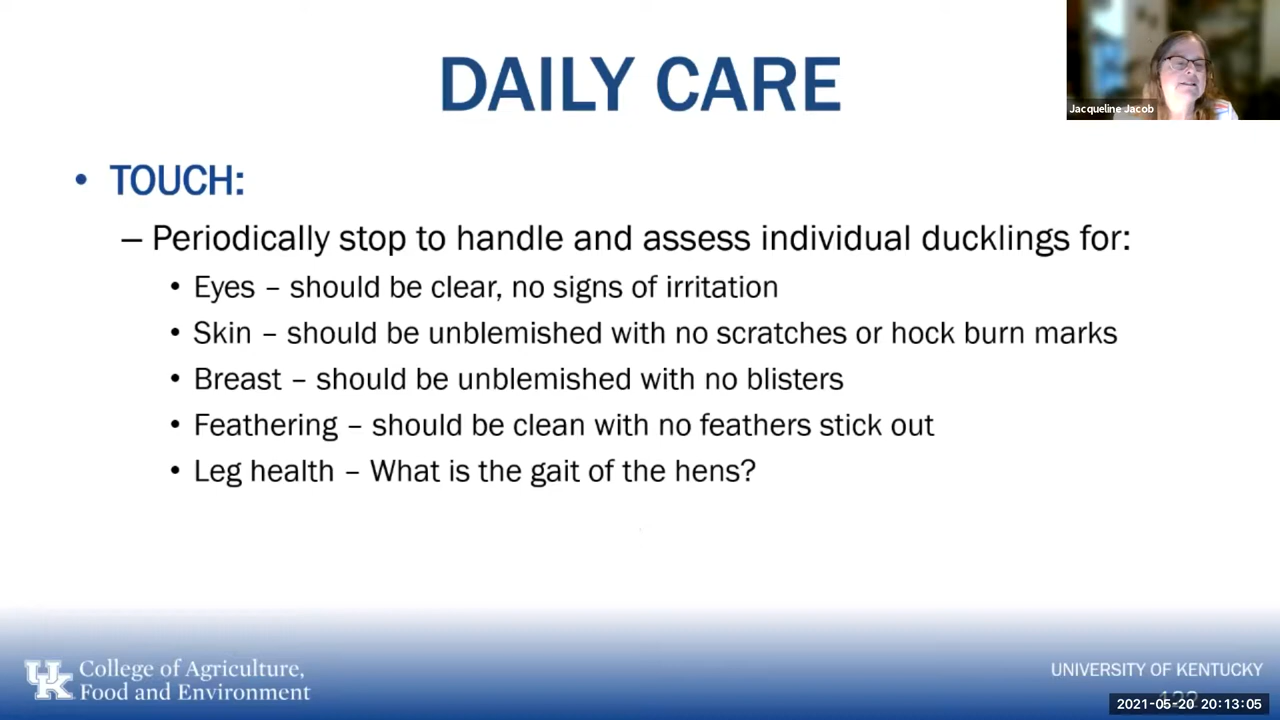 DAILY CARE
Jacqueline Jacob
• TOUCH:
– Periodically stop to handle and assess individual ducklings for:
• Eyes – should be clear, no signs of irritation
• Skin – should be unblemished with no scratches or hock burn marks
• Breast – should be unblemished with no blisters
• Feathering – should be clean with no feathers stick out
• Leg health – What is the gait of the hens?
UK College of Agriculture,
Food and Environment
UNIVERSITY OF KENTUCKY
2021-05-20 20:13:05